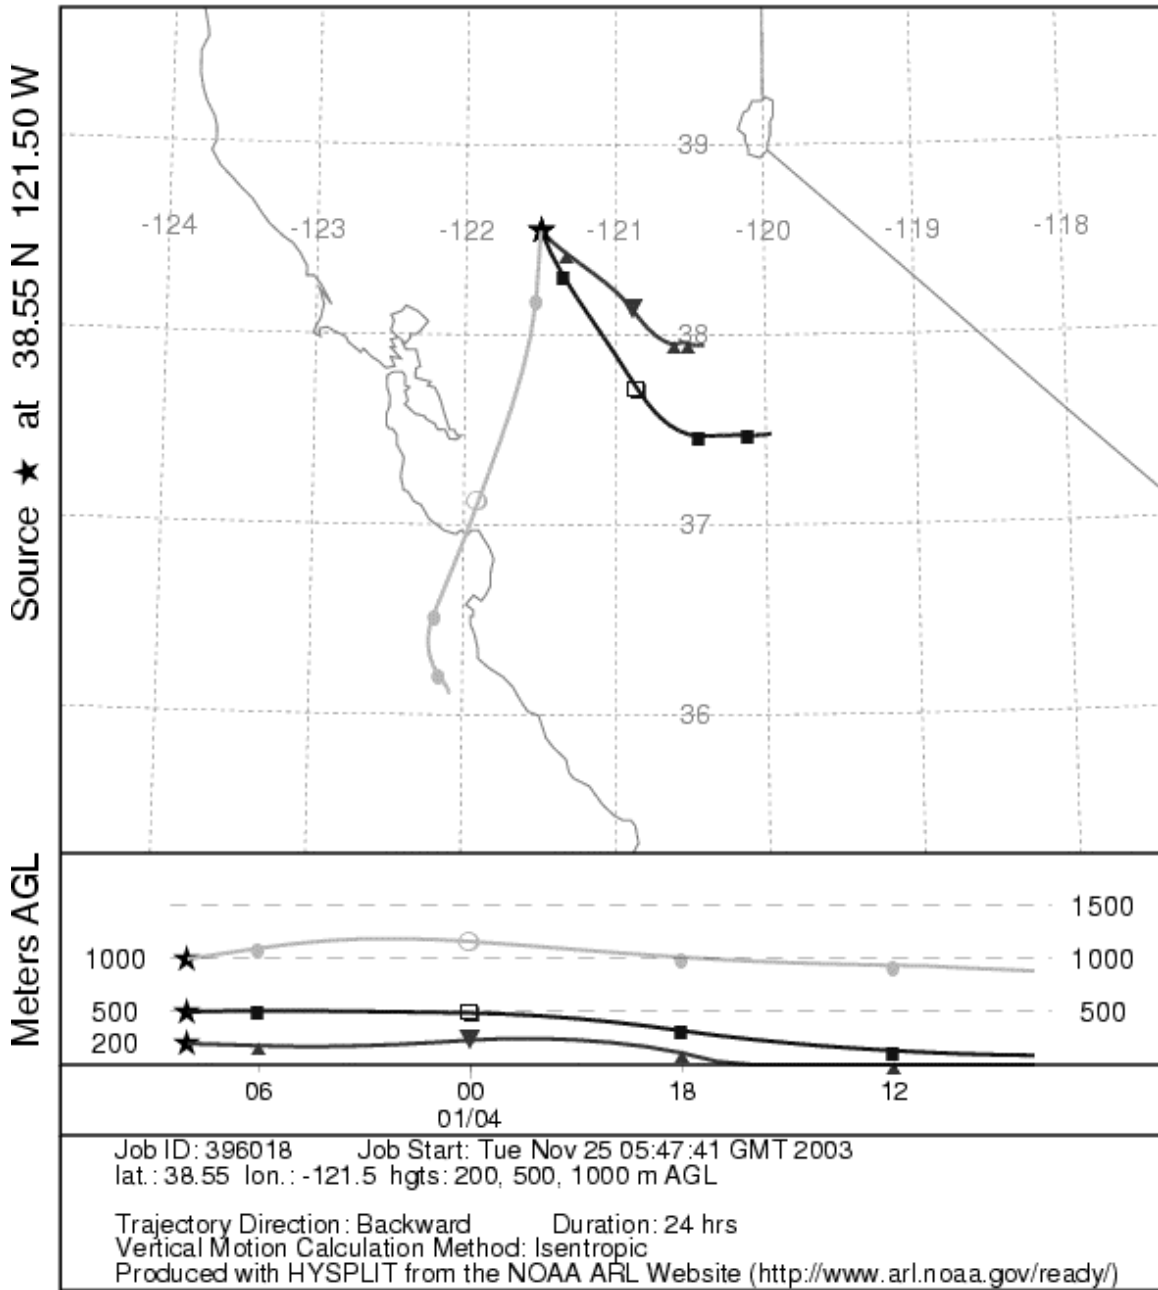 Source ★ at 38.55 N 121.50 W
39
-124 -123 -122 -121 -120 -119 -118
38
37
36
Meters AGL
1500
1000 1000
500 500
200
06 00 18 12
01/04
Job ID: 396018 Job Start: Tue Nov 25 05:47:41 GMT 2003
lat.: 38.55 lon.: -121.5 hgts: 200, 500, 1000 m AGL
Trajectory Direction: Backward Duration: 24 hrs
Vertical Motion Calculation Method: Isentropic
Produced with HYSPLIT from the NOAA ARL Website (http://www.arl.noaa.gov/ready/)